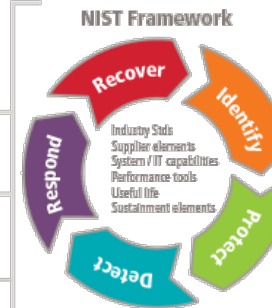 NIST Framework
Recover
Identify
Protect
Detect
Respond
Industry Stds
Supplier elements
System / IT capabilities
Performance tools
Useful life
Sustainment elements